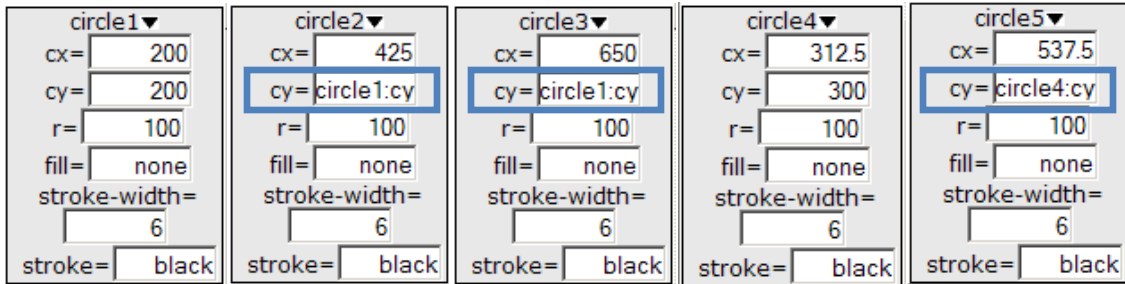 circle1▼
cx= 200
cy= 200
r= 100
fill= none
stroke-width=
6
stroke= black
circle2▼
cx= 425
cy= circle1:cy
r= 100
fill= none
stroke-width=
6
stroke= black
circle3▼
cx= 650
cy= circle1:cy
r= 100
fill= none
stroke-width=
6
stroke= black
circle4▼
cx= 312.5
cy= 300
r= 100
fill= none
stroke-width=
6
stroke= black
circle5▼
cx= 537.5
cy= circle4:cy
r= 100
fill= none
stroke-width=
6
stroke= black